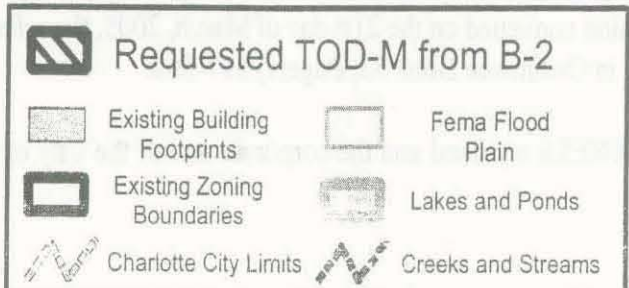 Requested TOD-M from B-2
Existing Building
Footprints
Fema Flood
Plain
Existing Zoning
Boundaries
Lakes and Ponds
Charlotte City Limits
Creeks and Streams